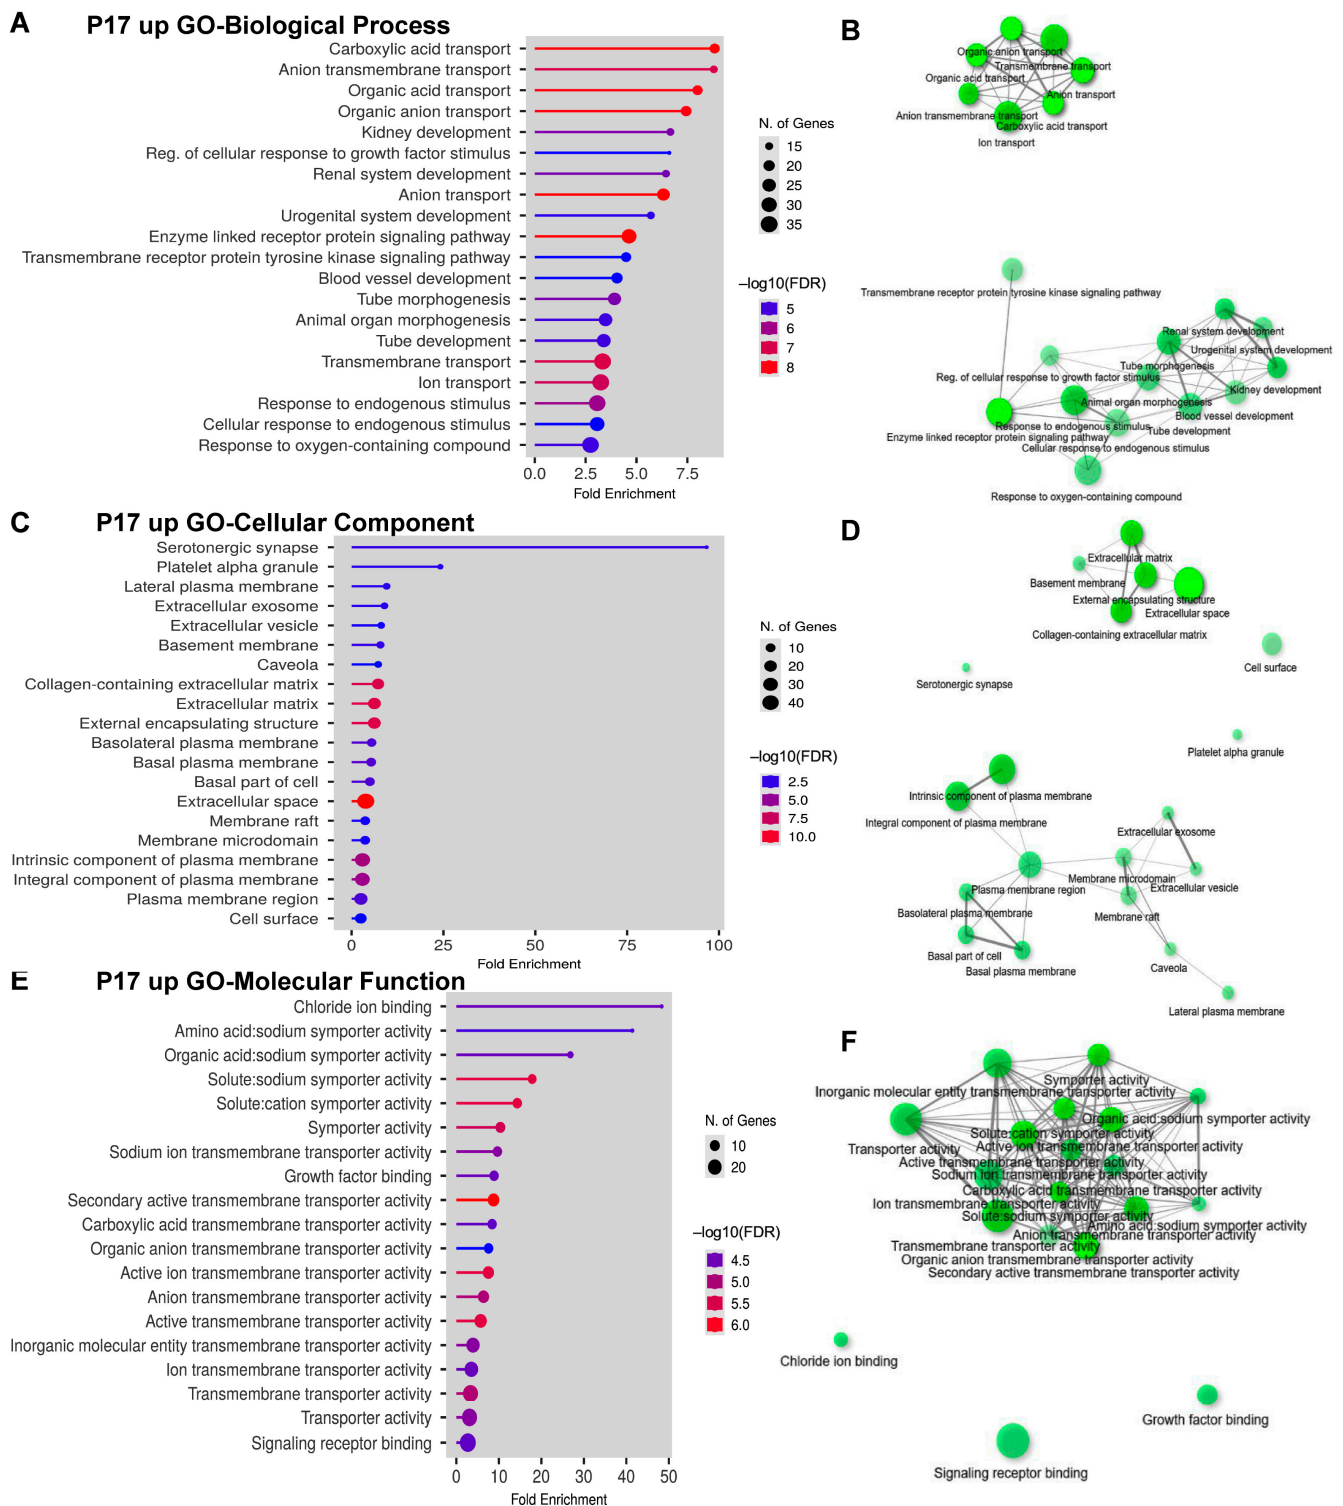 A
P17 up GO-Biological Process
Carboxylic acid transport
Anion transmembrane transport
Organic acid transport
Organic anion transport
Kidney development
Reg. of cellular response to growth factor stimulus
Renal system development
Anion transport
Urogenital system development
Enzyme linked receptor protein signaling pathway
Transmembrane receptor protein tyrosine kinase signaling pathway
Blood vessel development
Tube morphogenesis
Animal organ morphogenesis
Tube development
Transmembrane transport
Ion transport
Response to endogenous stimulus
Cellular response to endogenous stimulus
Response to oxygen-containing compound
0.0 2.5 5.0 7.5
Fold Enrichment
N. of Genes
15
20
25
30
35
–log10(FDR)
5
6
7
8
B
Organic anion transport
Transmembrane transport
Organic acid transport
Anion transport
Anion transmembrane transport
Carboxylic acid transport
Ion transport
Transmembrane receptor protein tyrosine kinase signaling pathway
Renal system development
Urogenital system development
Tube morphogenesis
Reg. of cellular response to growth factor stimulus
Kidney development
Animal organ morphogenesis
Blood vessel development
Response to endogenous stimulus
Tube development
Enzyme linked receptor protein signaling pathway
Cellular response to endogenous stimulus
Response to oxygen-containing compound
C
P17 up GO-Cellular Component
Serotonergic synapse
Platelet alpha granule
Lateral plasma membrane
Extracellular exosome
Extracellular vesicle
Basement membrane
Caveola
Collagen-containing extracellular matrix
Extracellular matrix
External encapsulating structure
Basolateral plasma membrane
Basal plasma membrane
Basal part of cell
Extracellular space
Membrane raft
Membrane microdomain
Intrinsic component of plasma membrane
Integral component of plasma membrane
Plasma membrane region
Cell surface
0 25 50 75 100
Fold Enrichment
N. of Genes
10
20
30
40
–log10(FDR)
2.5
5.0
7.5
10.0
D
Extracellular matrix
Basement membrane
External encapsulating structure
Extracellular space
Collagen-containing extracellular matrix
Cell surface
Serotonergic synapse
Platelet alpha granule
Intrinsic component of plasma membrane
Integral component of plasma membrane
Extracellular exosome
Membrane microdomain
Extracellular vesicle
Plasma membrane region
Basolateral plasma membrane
Membrane raft
Basal part of cell
Basal plasma membrane
Caveola
Lateral plasma membrane
E
P17 up GO-Molecular Function
Chloride ion binding
Amino acid:sodium symporter activity
Organic acid:sodium symporter activity
Solute:sodium symporter activity
Solute:cation symporter activity
Symporter activity
Sodium ion transmembrane transporter activity
Growth factor binding
Secondary active transmembrane transporter activity
Carboxylic acid transmembrane transporter activity
Organic anion transmembrane transporter activity
Active ion transmembrane transporter activity
Anion transmembrane transporter activity
Active transmembrane transporter activity
Inorganic molecular entity transmembrane transporter activity
Ion transmembrane transporter activity
Transmembrane transporter activity
Transporter activity
Signaling receptor binding
0 10 20 30 40 50
Fold Enrichment
N. of Genes
10
20
–log10(FDR)
4.5
5.0
5.5
6.0
F
Symporter activity
Inorganic molecular entity transmembrane transporter activity
Organic acid:sodium symporter activity
Solute:cation symporter activity
Active ion transmembrane transporter activity
Transporter activity
Active transmembrane transporter activity
Sodium ion transmembrane transporter activity
Carboxylic acid transmembrane transporter activity
Ion transmembrane transporter activity
Solute:sodium symporter activity
Amino acid:sodium symporter activity
Anion transmembrane transporter activity
Transmembrane transporter activity
Organic anion transmembrane transporter activity
Secondary active transmembrane transporter activity
Chloride ion binding
Growth factor binding
Signaling receptor binding